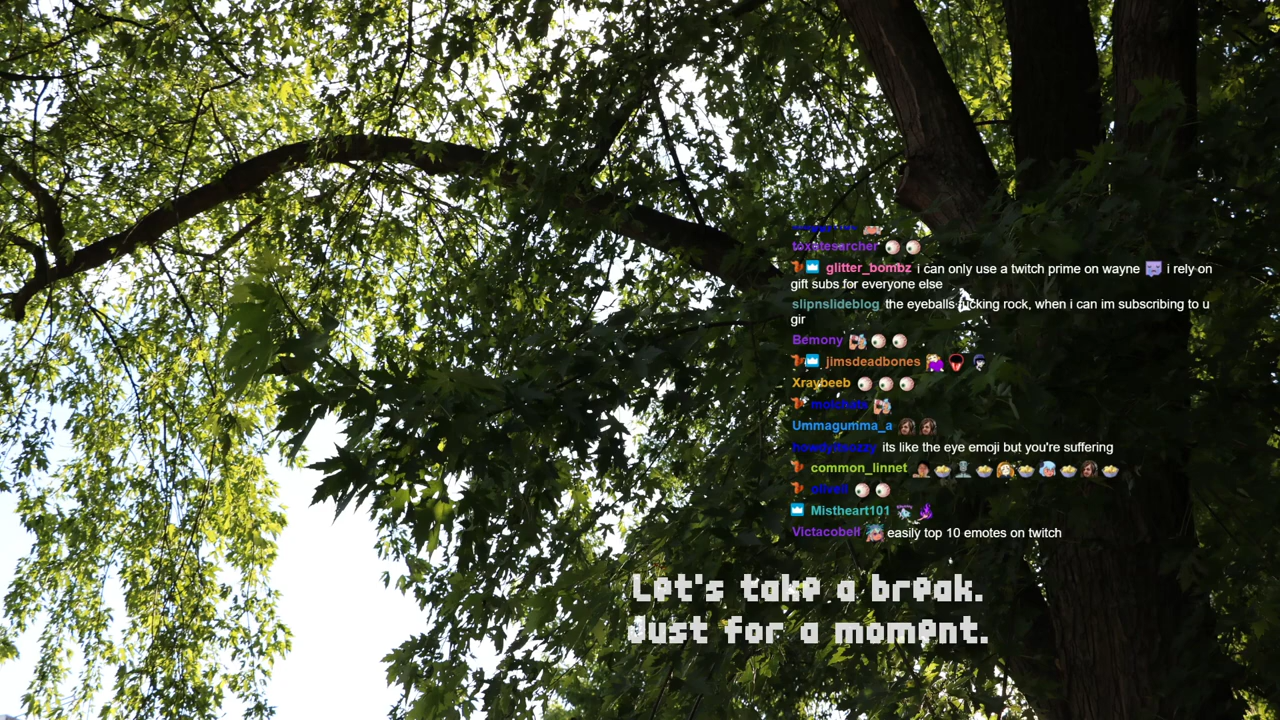 toxotesarcher
glitter_bombz i can only use a twitch prime on wayne i rely on
gift subs for everyone else
slipnslideblog the eyeballs fucking rock, when i can im subscribing to u
gir
Bemony
jimsdeadbones
Xraybeeb
Ummagumma_a
its like the eye emoji but you're suffering
common_linnet
Mistheart101
Victacobell easily top 10 emotes on twitch
Let's take a break.
Just for a moment.